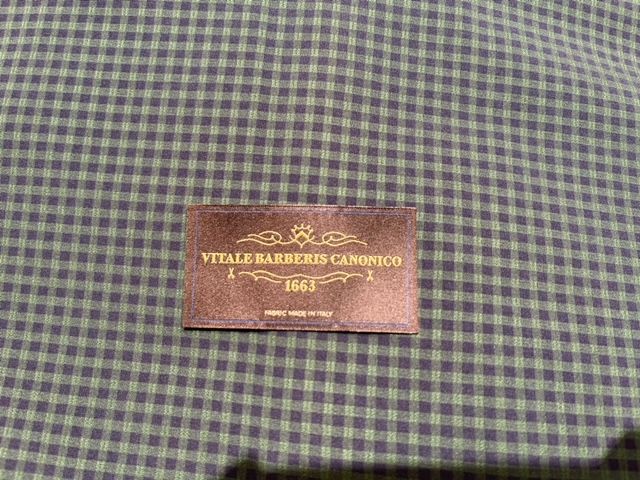 VITALE BARBERIS CANONICO
1663
FABRIC MADE IN ITALY